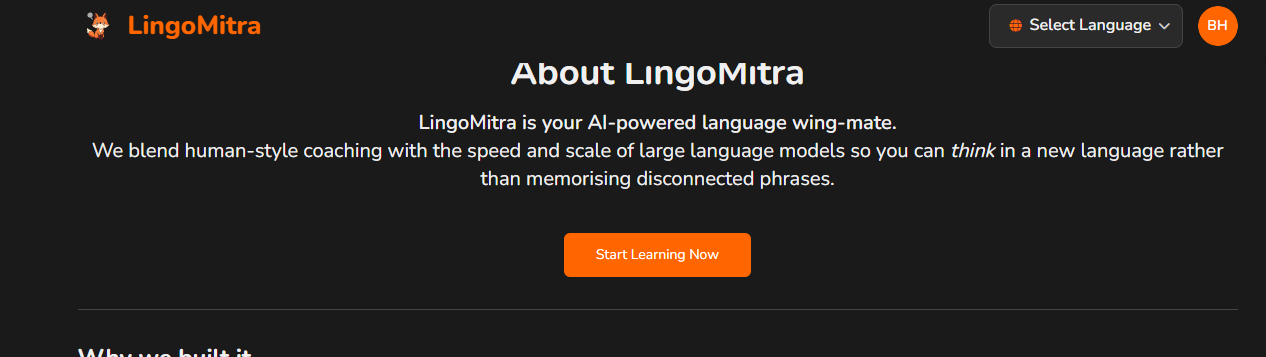 LingoMitra
Select Language
BH
About LingoMitra
LingoMitra is your AI-powered language wing-mate.
We blend human-style coaching with the speed and scale of large language models so you can think in a new language rather
than memorising disconnected phrases.
Start Learning Now
Why we built it